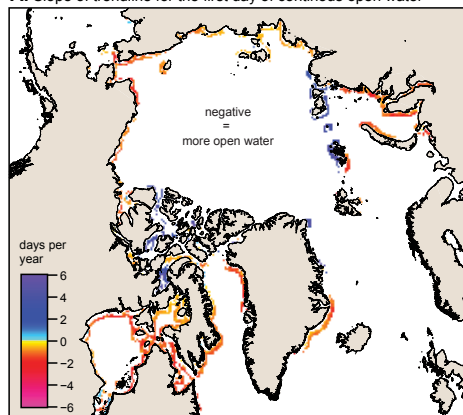 A. Slope of trendline for the first day of continous open water
negative
=
more open water
days per
year
6
4
2
0
−2
−4
−6